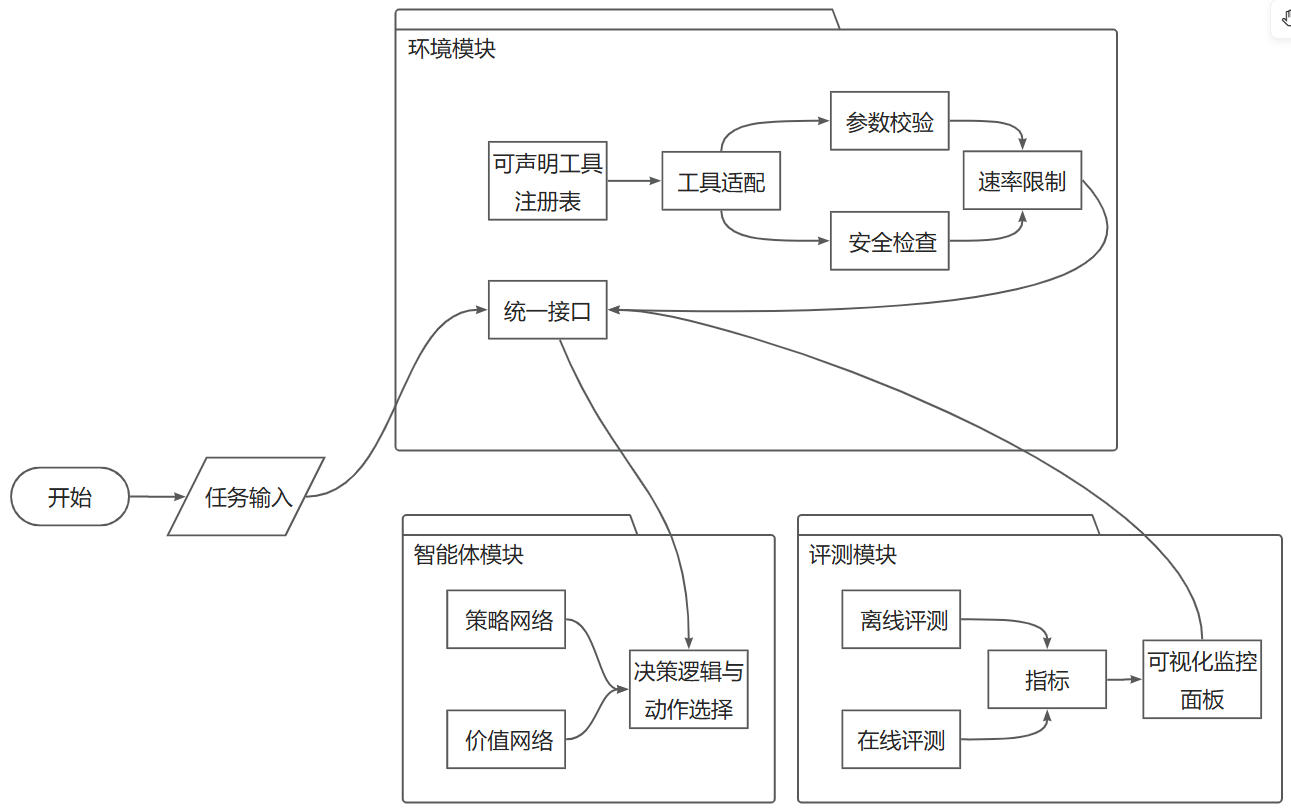 环境模块
可声明工具
注册表
工具适配
参数校验
安全检查
速率限制
统一接口
开始
任务输入
智能体模块
策略网络
价值网络
决策逻辑与
动作选择
评测模块
离线评测
在线评测
指标
可视化监控
面板